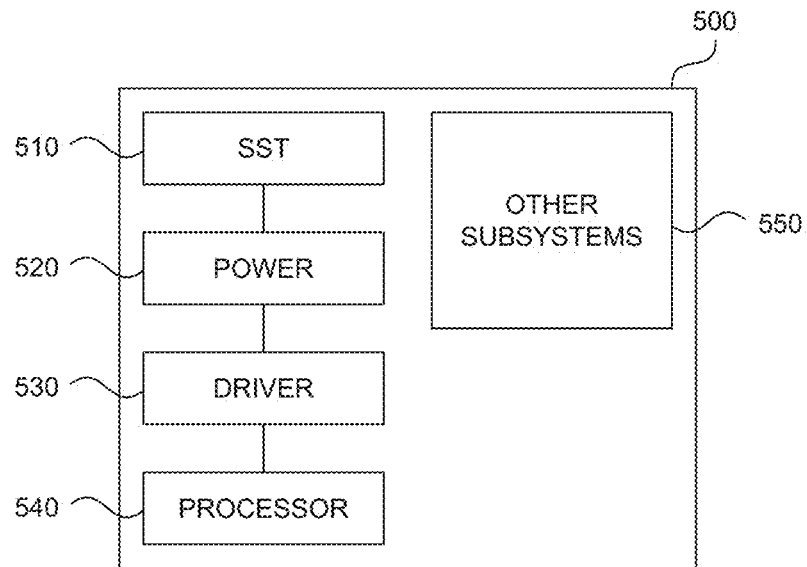 500
510
SST
OTHER
SUBSYSTEMS
550
520
POWER
530
DRIVER
540
PROCESSOR